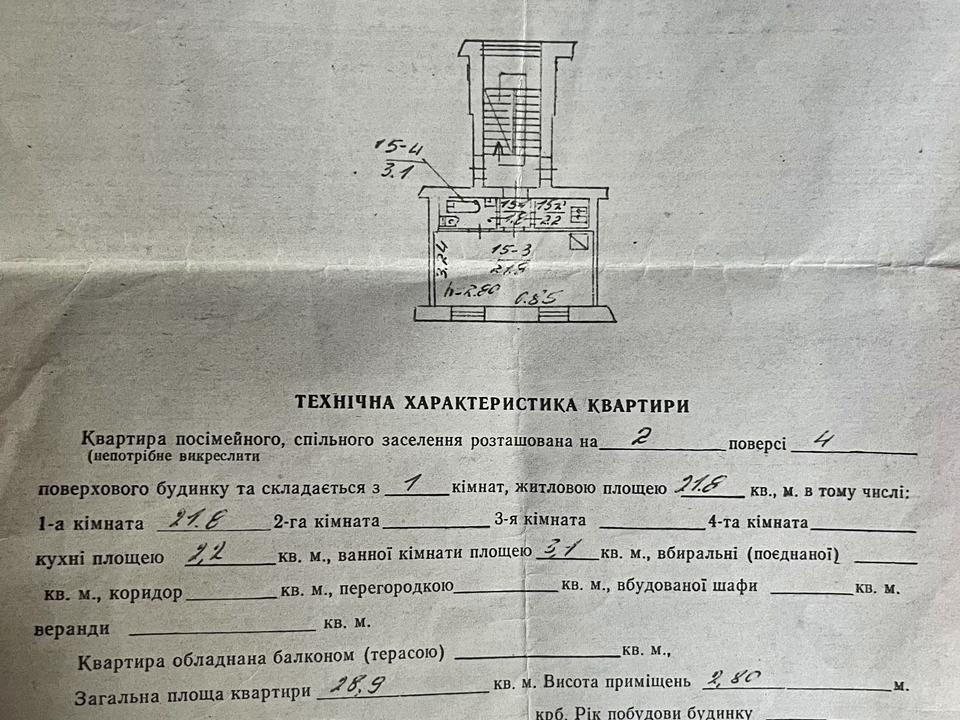 15-4
3.1
15-1 15-2
1.8 2.2
15-3
21.8
3.24
h-2.80 6.85
ТЕХНІЧНА ХАРАКТЕРИСТИКА КВАРТИРИ
Квартира посімейного, спільного заселення розташована на 2 поверсі 4
(непотрібне викреслити
поверхового будинку та складається з 1 кімнат, житловою площею 21.8 кв., м. в тому числі:
1-а кімната 21.8 2-га кімната 3-я кімната 4-та кімната
кухні площею 2,2 кв. м., ванної кімнати площею 3,1 кв. м., вбиральні (поєднаної)
кв. м., коридор кв. м., перегородкою кв. м., вбудованої шафи кв. м.
веранди кв. м.
Квартира обладнана балконом (терасою) кв. м.,
Загальна площа квартири 28,9 кв. м. Висота приміщень 2,80 м.
крб. Рік побудови будинку